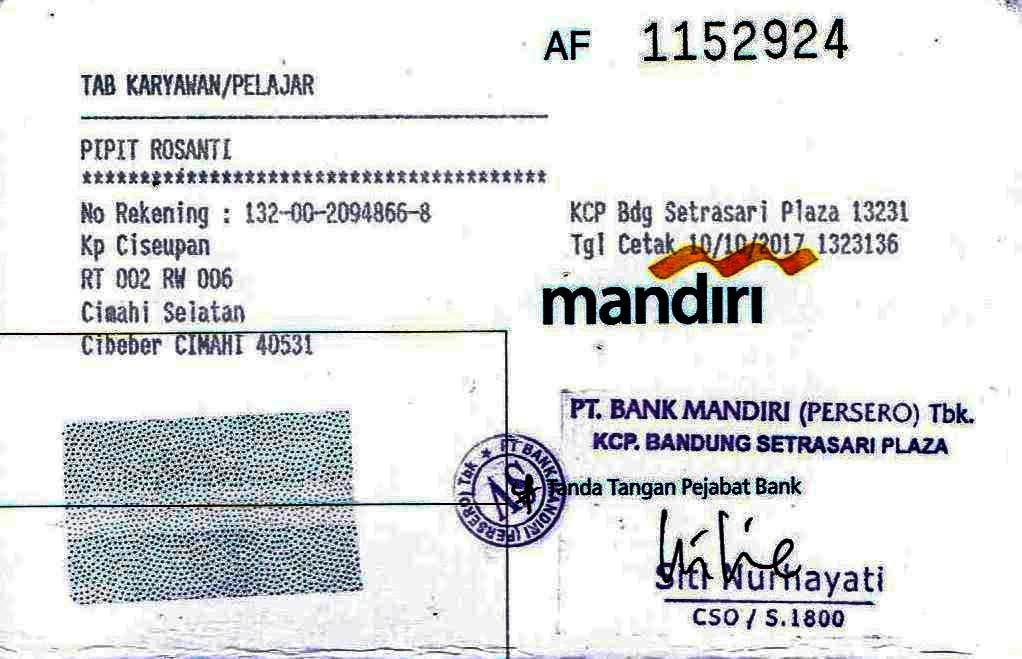 AF 1152924
TAB KARYAWAN/PELAJAR
PIPIT ROSANTI
******************************************
No Rekening : 132-00-2094866-8
Kp Ciseupan
RT 002 RW 006
Cimahi Selatan
Cibeber CIMAHI 40531
KCP Bdg Setrasari Plaza 13231
Tgl Cetak 10/10/2017 1323136
mandiri
PT. BANK MANDIRI (PERSERO) Tbk.
KCP. BANDUNG SETRASARI PLAZA
PT BANK MANDIRI (PERSERO) Tbk
Tanda Tangan Pejabat Bank
Siti Nurhayati
CSO / S.1800